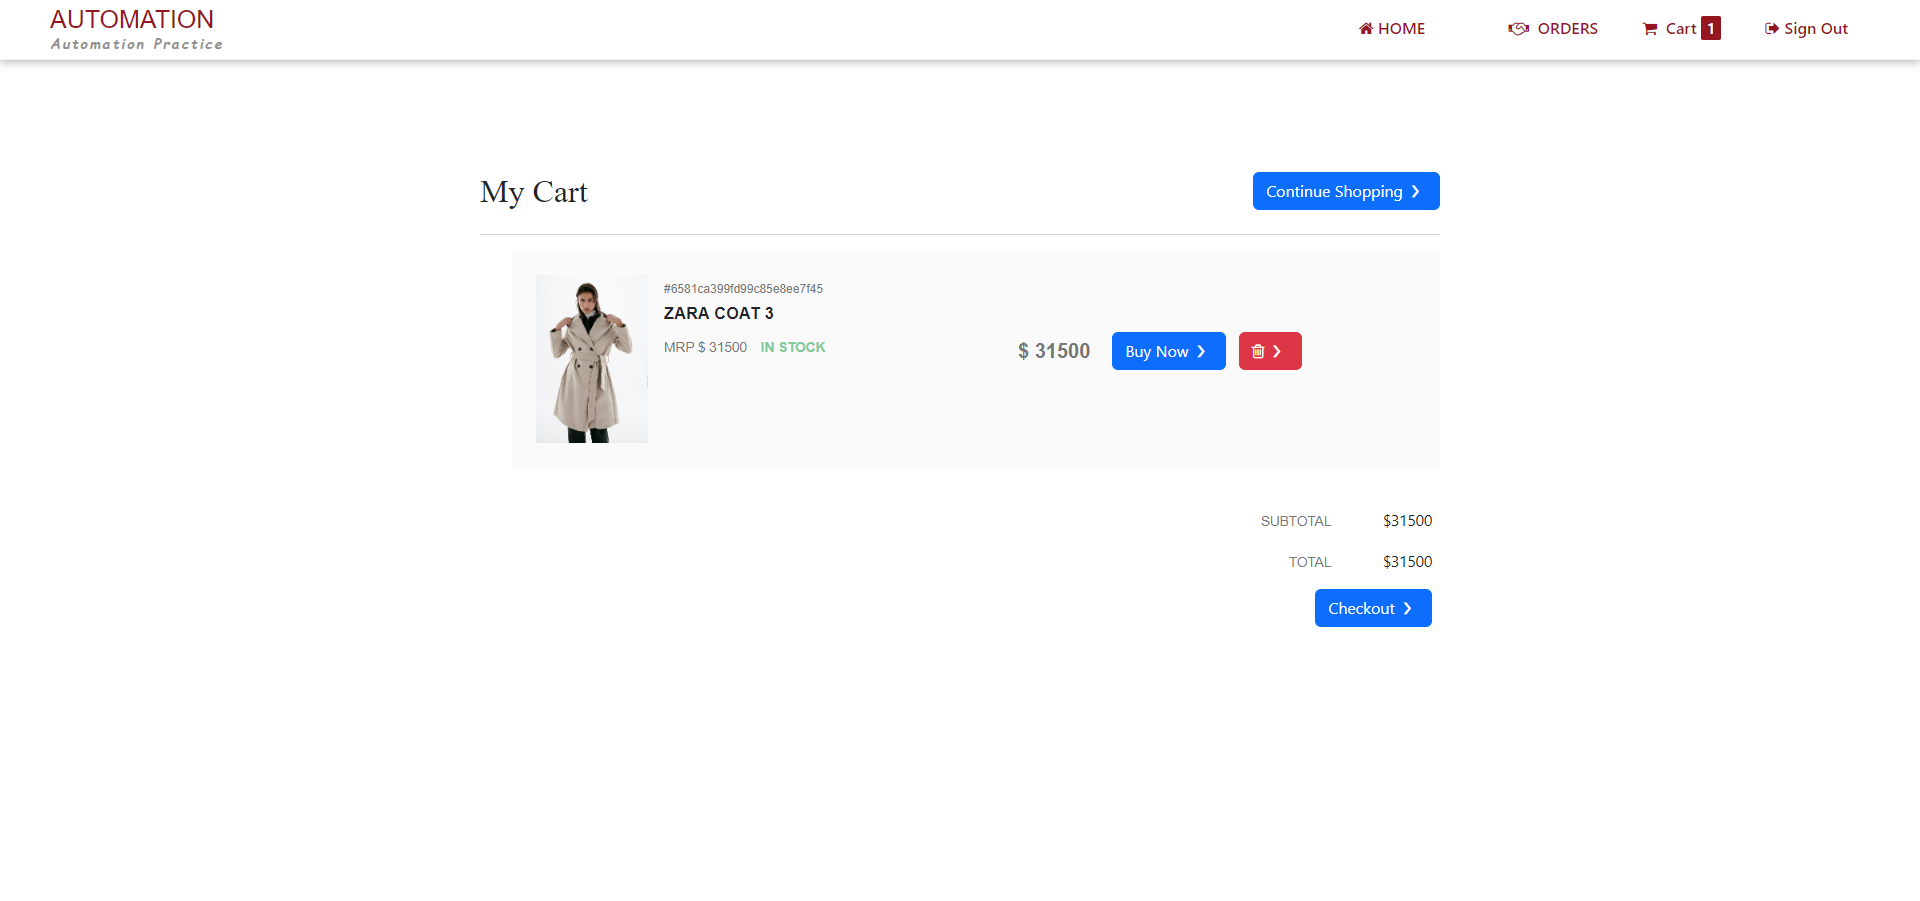 AUTOMATION
Automation Practice
HOME
ORDERS
Cart 1
Sign Out
My Cart
Continue Shopping
#6581ca399fd99c85e8ee7f45
ZARA COAT 3
MRP $ 31500 IN STOCK
$ 31500
Buy Now
SUBTOTAL $31500
TOTAL $31500
Checkout